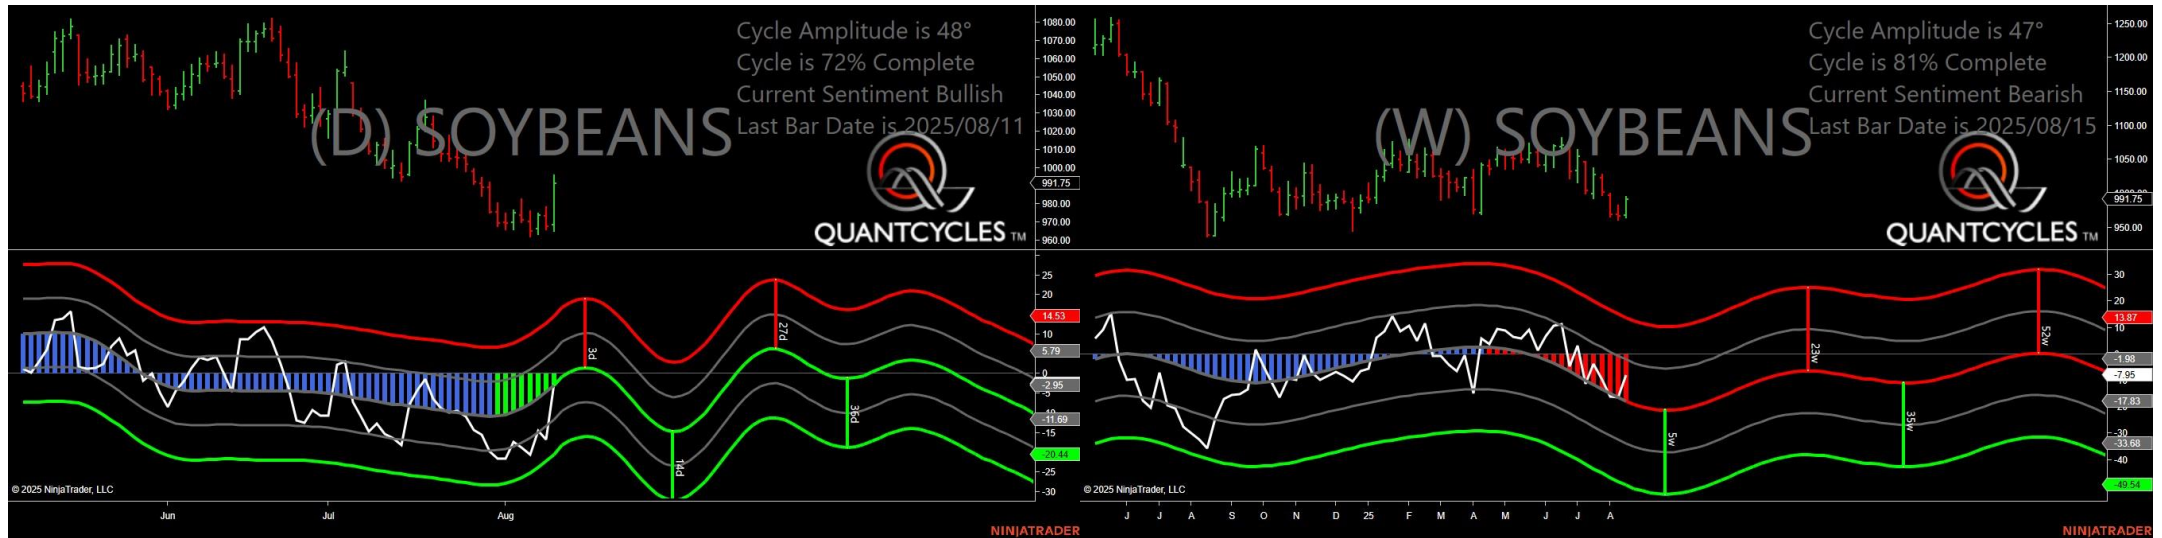 Cycle Amplitude is 48°
Cycle is 72% Complete
Current Sentiment Bullish
Last Bar Date is 2025/08/11
(D) SOYBEANS
QUANTCYCLES TM
1080.00
1070.00
1060.00
1050.00
1040.00
1030.00
1020.00
1010.00
1000.00
991.75
980.00
970.00
960.00
25
20
14.53
10
5.79
0
-2.95
-5
-11.69
-15
-20.44
-25
-30
3d
14d
27d
36d
© 2025 NinjaTrader, LLC
Jun
Jul
Aug
NINJATRADER
Cycle Amplitude is 47°
Cycle is 81% Complete
Current Sentiment Bearish
Last Bar Date is 2025/08/15
(W) SOYBEANS
QUANTCYCLES TM
1250.00
1200.00
1150.00
1100.00
1050.00
991.75
950.00
30
20
13.87
10
-1.98
-7.95
-17.83
-30
-33.68
-40
-49.54
5w
23w
35w
52w
© 2025 NinjaTrader, LLC
J
J
A
S
O
N
D
25
F
M
A
M
J
J
A
NINJATRADER